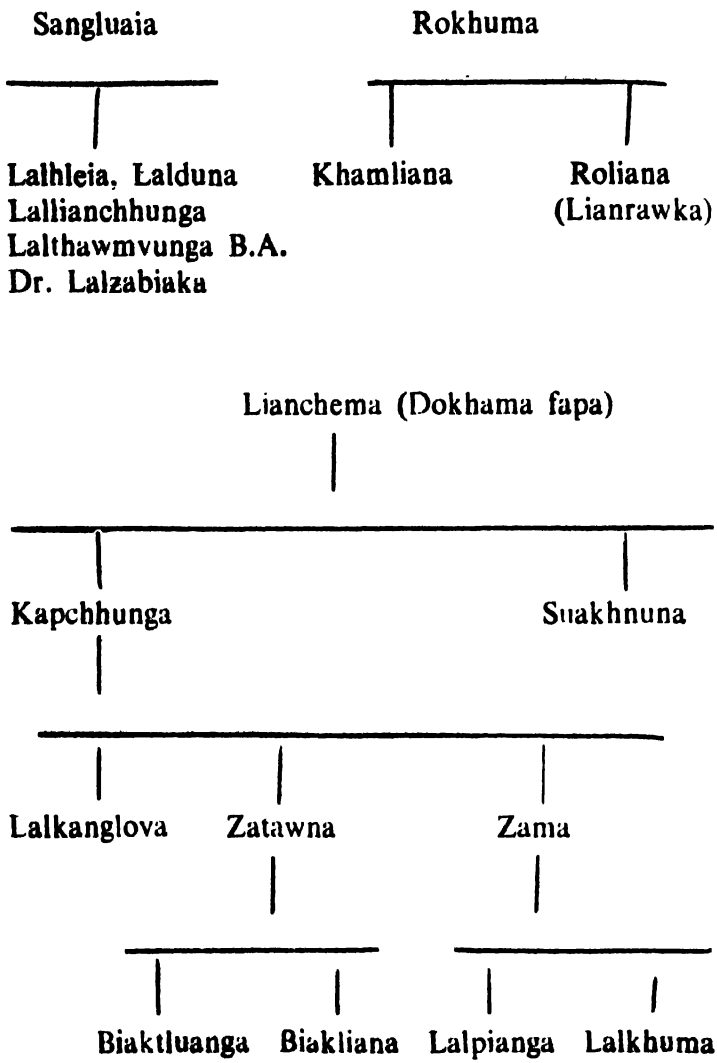 Sangluaia Rokhuma
Lalhleia, Lalduna Khamliana Roliana
Lallianchhunga (Lianrawka)
Lalthawmvunga B.A.
Dr. Lalzabiaka
Lianchema (Dokhama fapa)
Kapchhunga Suakhnuna
Lalkanglova Zatawna Zama
Biaktluanga Biakliana Lalpianga Lalkhuma